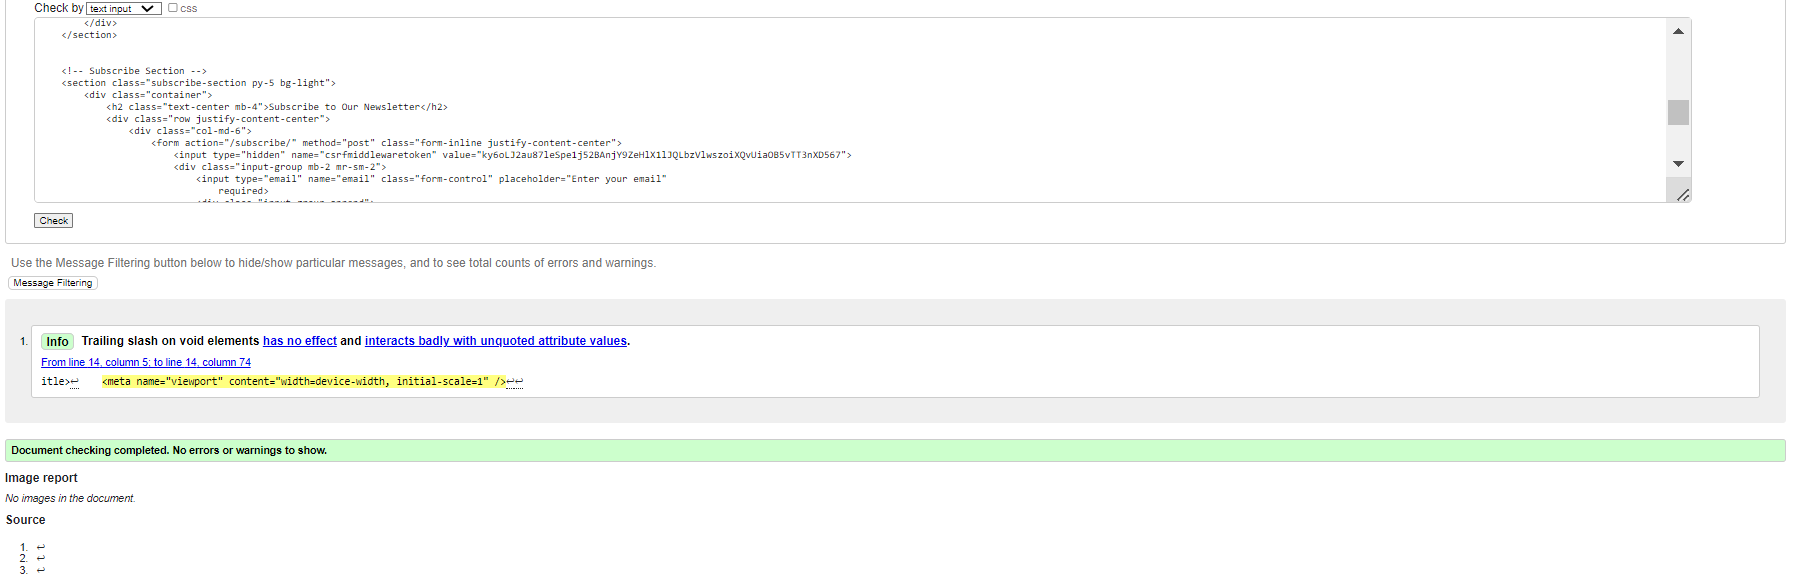 Check by text input css
</div>
</section>
<!-- Subscribe Section -->
<section class="subscribe-section py-5 bg-light">
<div class="container">
<h2 class="text-center mb-4">Subscribe to Our Newsletter</h2>
<div class="row justify-content-center">
<div class="col-md-6">
<form action="/subscribe/" method="post" class="form-inline justify-content-center">
<input type="hidden" name="csrfmiddlewaretoken" value="ky6oLJ2au87leSpe1j52BAnjY9ZeHlX1lJQLbzVlwszoiXQvUiaOB5vTT3nXD567">
<div class="input-group mb-2 mr-sm-2">
<input type="email" name="email" class="form-control" placeholder="Enter your email"
required>
<div class="input-group-append">
Check
Use the Message Filtering button below to hide/show particular messages, and to see total counts of errors and warnings.
Message Filtering
1. Info Trailing slash on void elements has no effect and interacts badly with unquoted attribute values.
From line 14, column 5; to line 14, column 74
itle>↩ <meta name="viewport" content="width=device-width, initial-scale=1" />↩↩
Document checking completed. No errors or warnings to show.
Image report
No images in the document.
Source
1. ↩
2. ↩
3. ↩